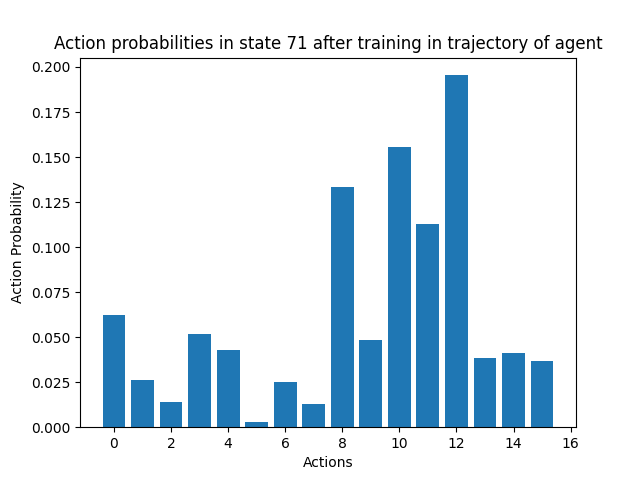 Action probabilities in state 71 after training in trajectory of agent
0.200
0.175
0.150
0.125
0.100
0.075
0.050
0.025
0.000
Action Probability
0 2 4 6 8 10 12 14 16
Actions